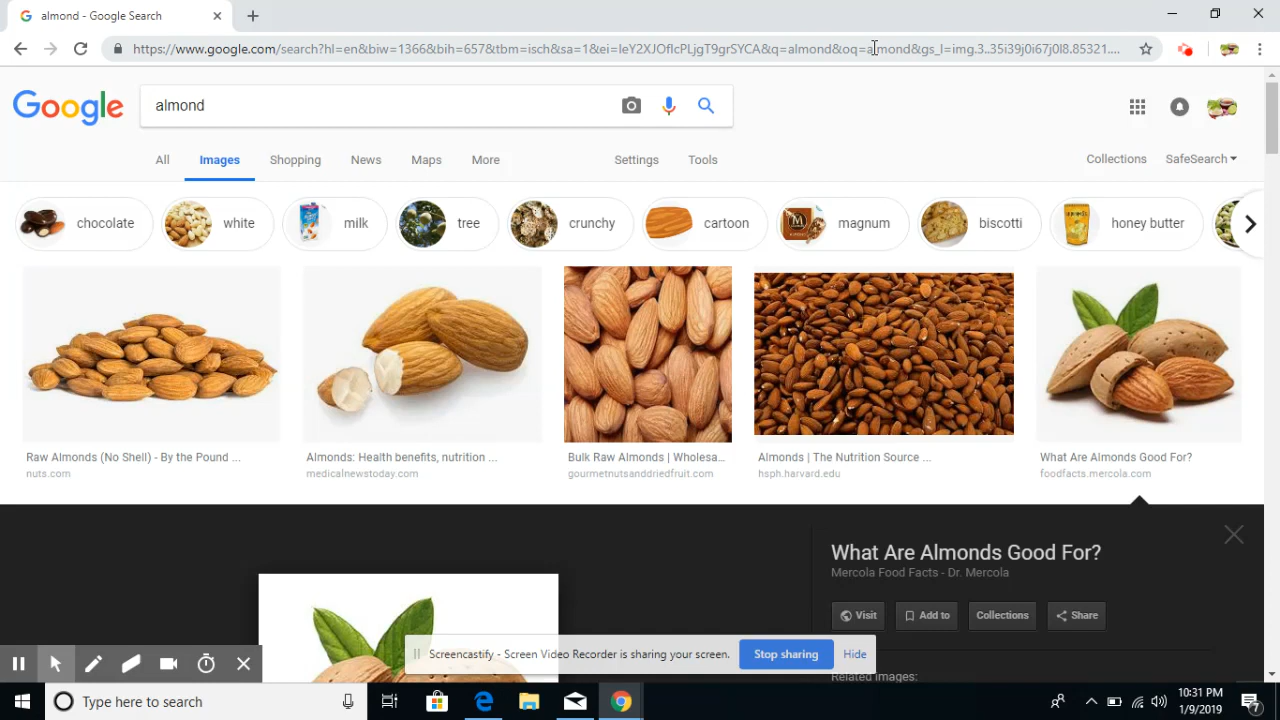 almond - Google Search
https://www.google.com/search?hl=en&biw=1366&bih=657&tbm=isch&sa=1&ei=IeY2XJOfIcPLjgT9grSYCA&q=almond&oq=almond&gs_l=img.3..35i39j0i67j0l8.85321....
Google
almond
All Images Shopping News Maps More Settings Tools
Collections SafeSearch
chocolate white milk tree crunchy cartoon magnum biscotti honey butter
Raw Almonds (No Shell) - By the Pound ...
nuts.com
Almonds: Health benefits, nutrition ...
medicalnewstoday.com
Bulk Raw Almonds | Wholesa...
gourmetnutsanddriedfruit.com
Almonds | The Nutrition Source ...
hsph.harvard.edu
What Are Almonds Good For?
foodfacts.mercola.com
What Are Almonds Good For?
Mercola Food Facts - Dr. Mercola
Visit Add to Collections Share
Related images:
Screencastify - Screen Video Recorder is sharing your screen. Stop sharing Hide
Type here to search
10:31 PM
1/9/2019
7